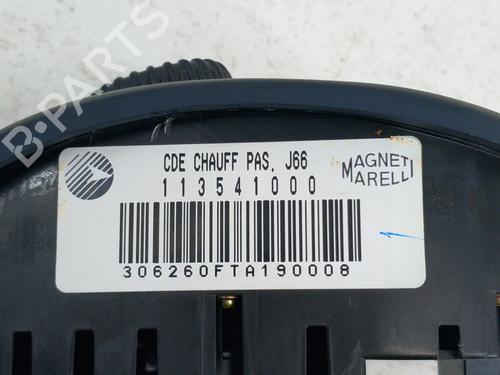 B-PARTS
CDE CHAUFF PAS. J66
113541000
MAGNETI
MARELLI
306260FTA190008